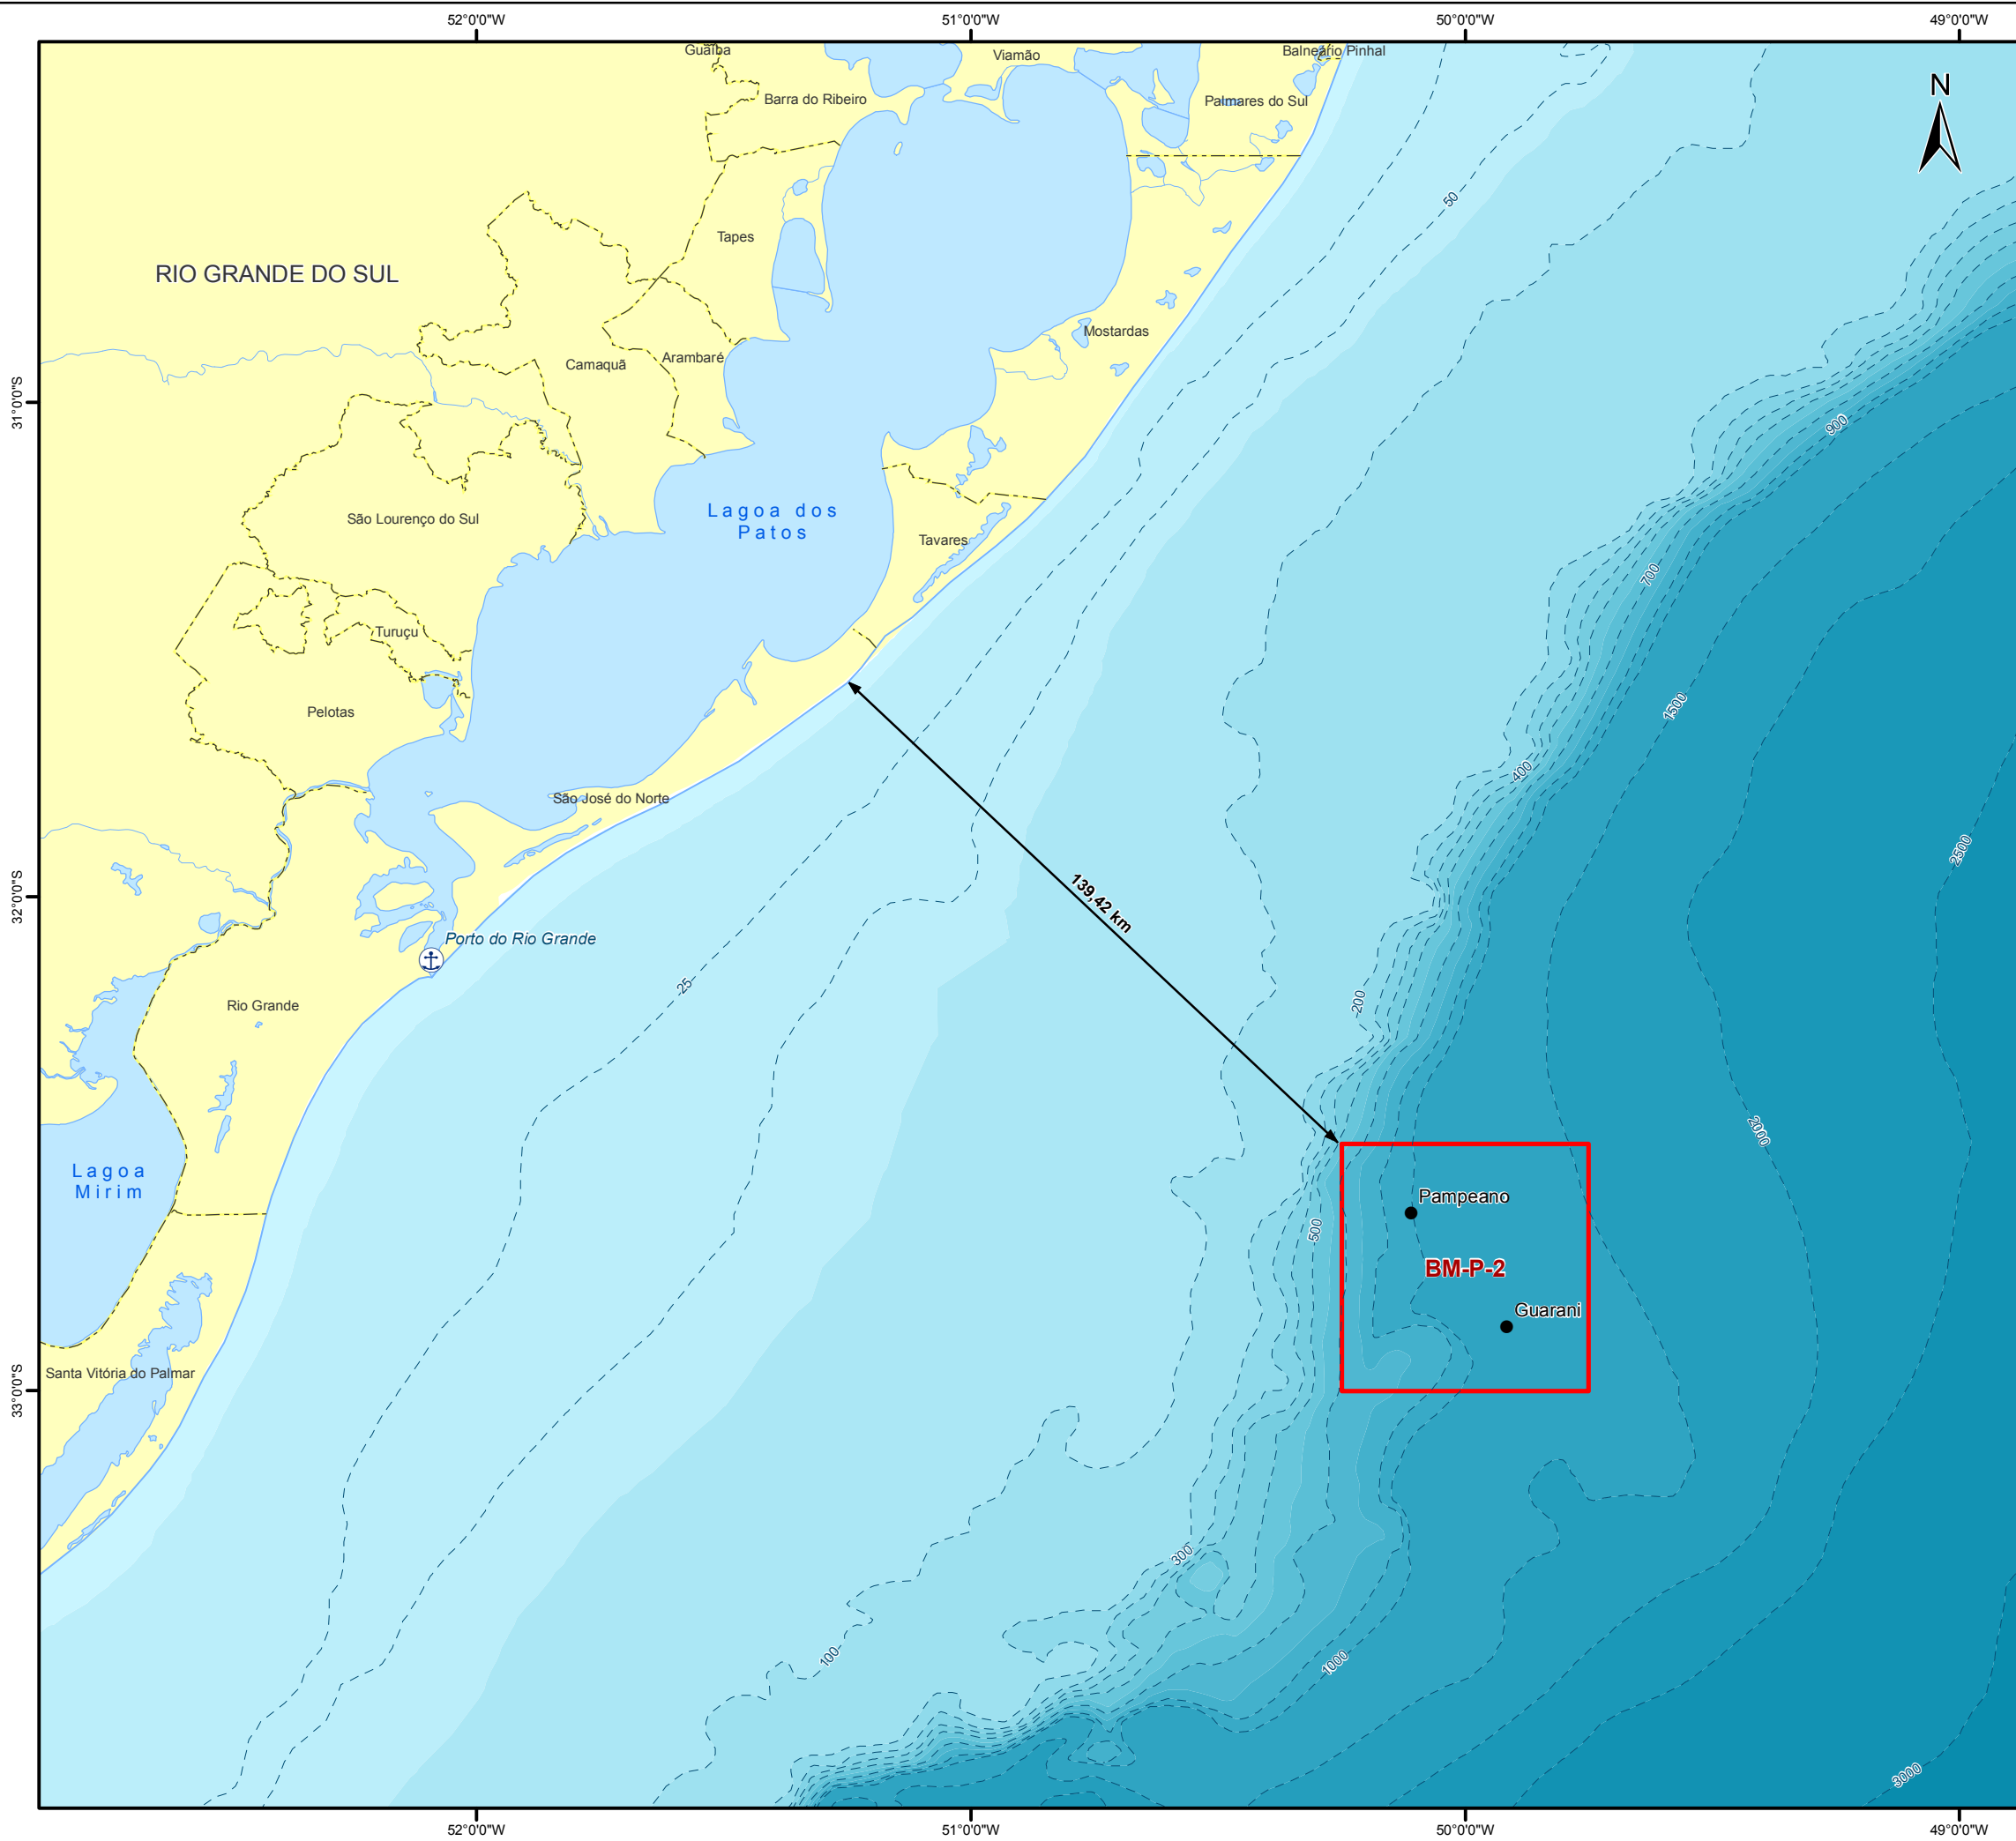 52°0'0"W
51°0'0"W
50°0'0"W
49°0'0"W
Guaíba
Viamão
Balneário Pinhal
N
Barra do Ribeiro
Palmares do Sul
50
Tapes
RIO GRANDE DO SUL
Mostardas
Arambaré
Camaquã
31°0'0"S
900
Lagoa dos
Patos
São Lourenço do Sul
Tavares
700
Turuçu
1500
Pelotas
400
São José do Norte
2500
139,42 km
32°0'0"S
Porto do Rio Grande
25
200
Rio Grande
2000
Lagoa
Mirim
Pampeano
500
BM-P-2
Guarani
33°0'0"S
Santa Vitória do Palmar
300
100
1000
3000
52°0'0"W
51°0'0"W
50°0'0"W
49°0'0"W